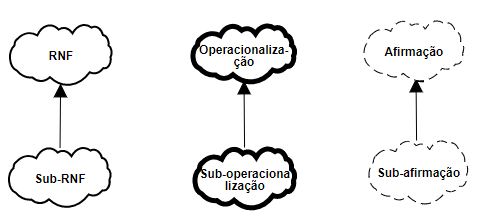 RNF
Operacionaliza-
ção
Afirmação
Sub-RNF
Sub-operaciona
lização
Sub-afirmação